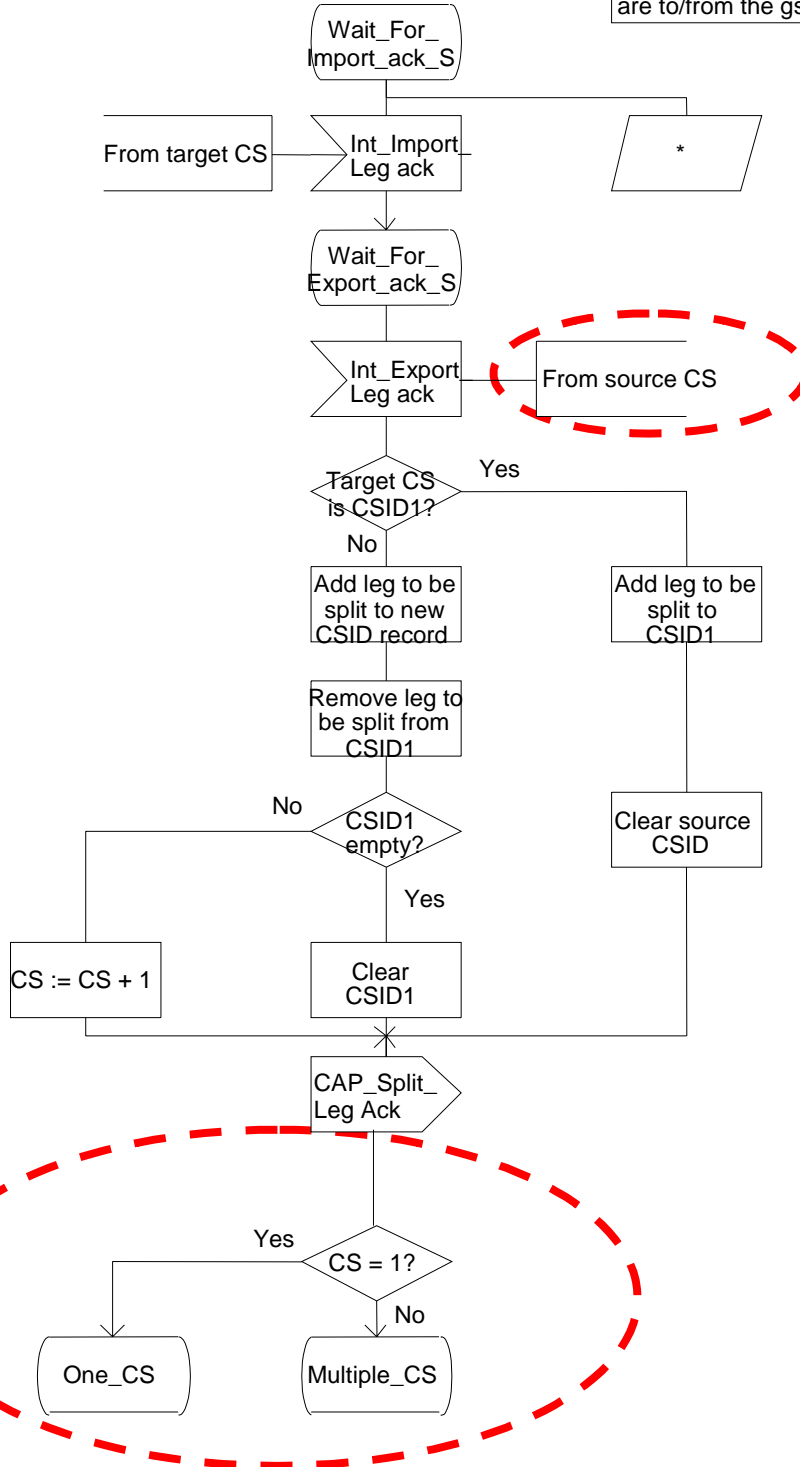 are to/from the gs
Wait_For_
Import_ack_S
From target CS
Int_Import_
Leg ack
*
Wait_For_
Export_ack_S
Int_Export_
Leg ack
From source CS
Target CS
is CSID1?
Yes
No
Add leg to be
split to new
CSID record
Add leg to be
split to
CSID1
Remove leg to
be split from
CSID1
No
CSID1
empty?
Clear source
CSID
Yes
CS := CS + 1
Clear
CSID1
CAP_Split_
Leg Ack
Yes
CS = 1?
No
One_CS
Multiple_CS